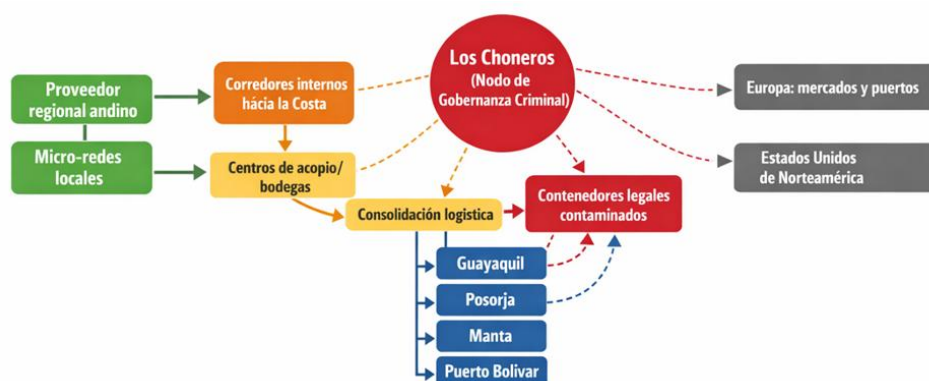 Los Choneros
(Nodo de
Gobernanza Criminal)
Proveedor
regional andino
Corredores internos
hácia la Costa
Europa: mercados y puertos
Micro-redes
locales
Centros de acopio/
bodegas
Estados Unidos
de Norteamérica
Consolidación logistica
Contenedores legales
contaminados
Guayaquil
Posorja
Manta
Puerto Bolivar